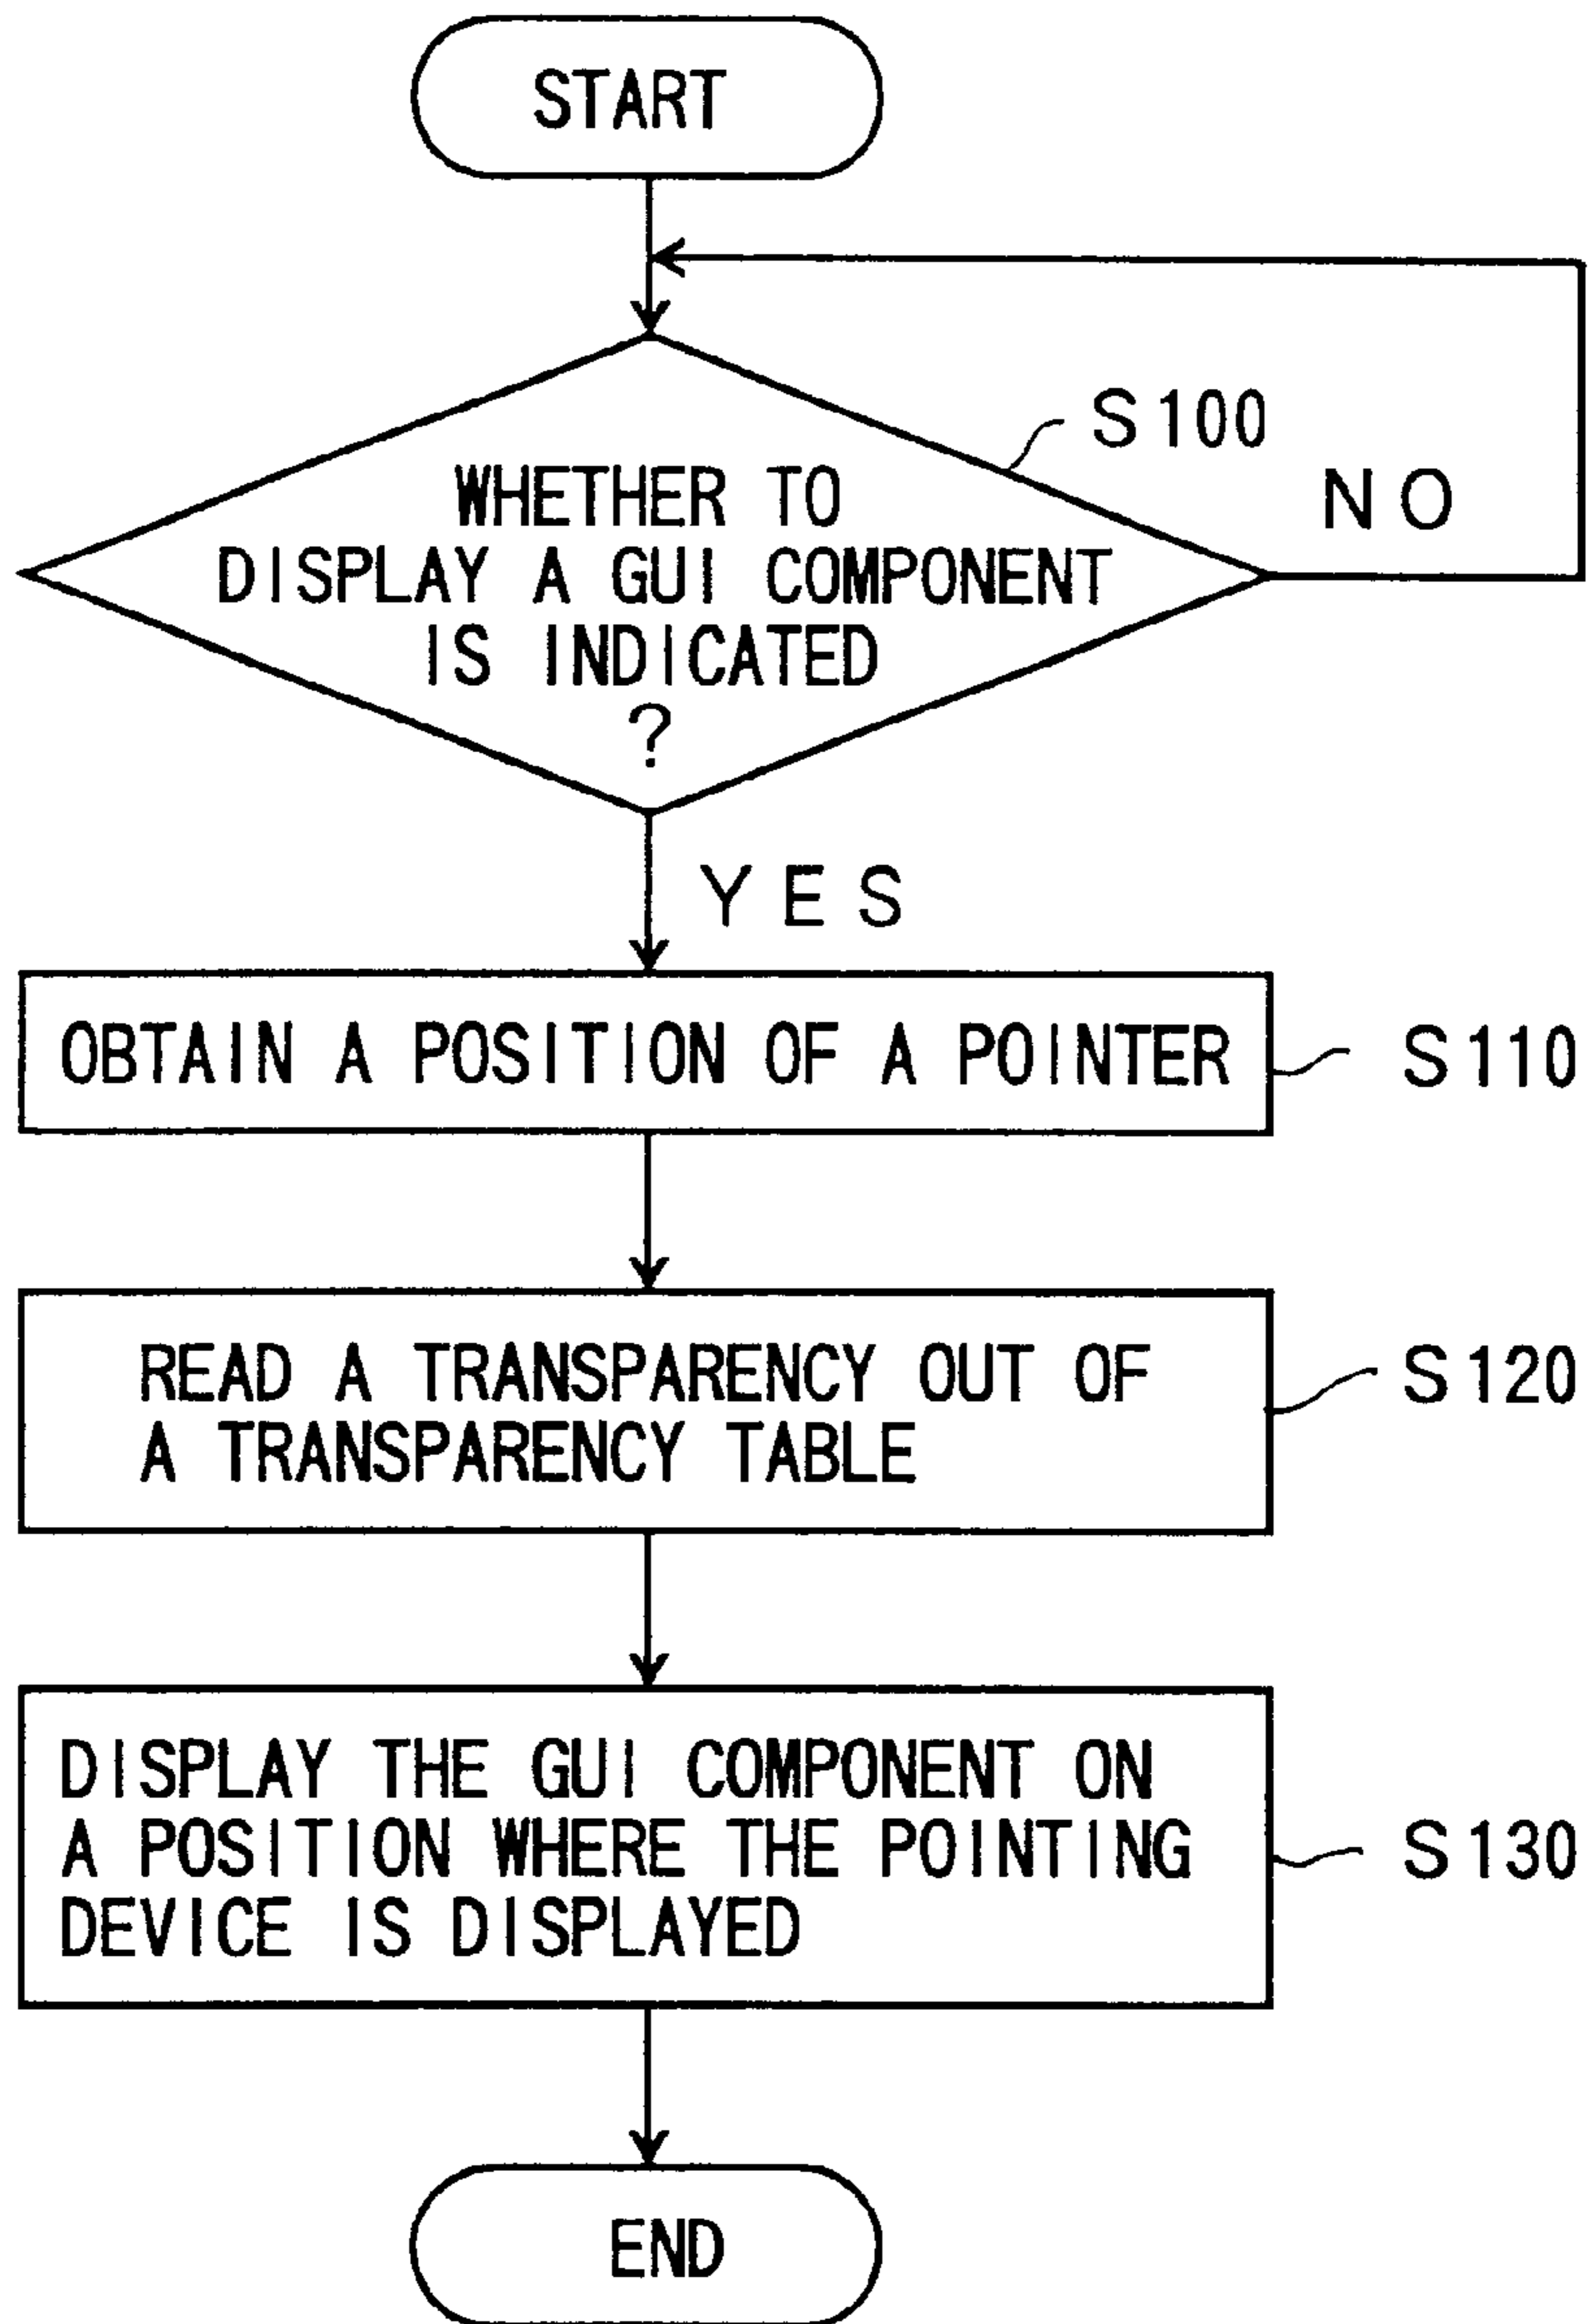 START
S100
NO
WHETHER TO
DISPLAY A GUI COMPONENT
IS INDICATED
?
YES
OBTAIN A POSITION OF A POINTER
S110
READ A TRANSPARENCY OUT OF
A TRANSPARENCY TABLE
S120
DISPLAY THE GUI COMPONENT ON
A POSITION WHERE THE POINTING
DEVICE IS DISPLAYED
S130
END